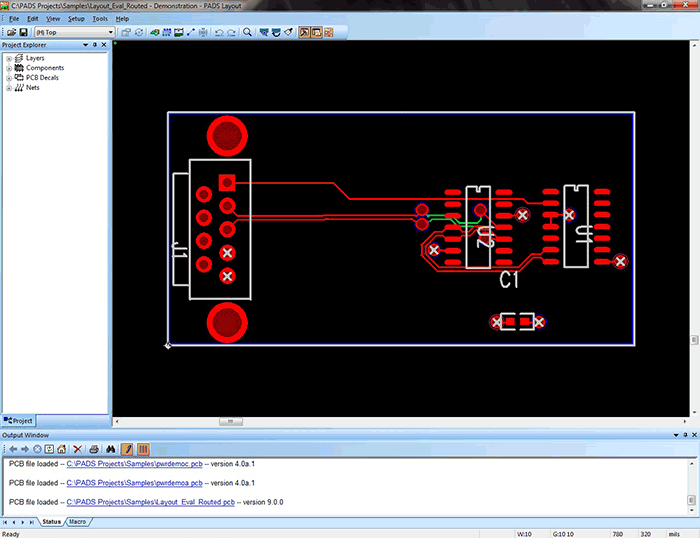 C:\PADS Projects\Samples\Layout_Eval_Routed - Demonstration - PADS Layout
File Edit View Setup Tools Help
(H) Top
Project Explorer
Layers
Components
PCB Decals
Nets
J1
U2
U1
C1
Project
Output Window
PCB file loaded -- C:\PADS Projects\Samples\pwrdemoc.pcb -- version 4.0a.1
PCB file loaded -- C:\PADS Projects\Samples\pwrdemoa.pcb -- version 4.0a.1
PCB file loaded -- C:\PADS Projects\Samples\Layout_Eval_Routed.pcb -- version 9.0.0
Status Macro
Ready W:10 G:10 10 780 320 mils